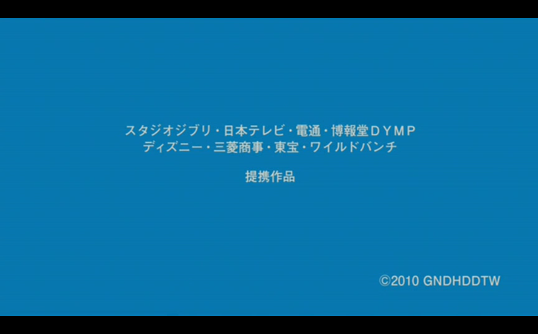 スタジオジブリ・日本テレビ・電通・博報堂ＤＹＭＰ
ディズニー・三菱商事・東宝・ワイルドバンチ
提携作品
©2010 GNDHDDTW